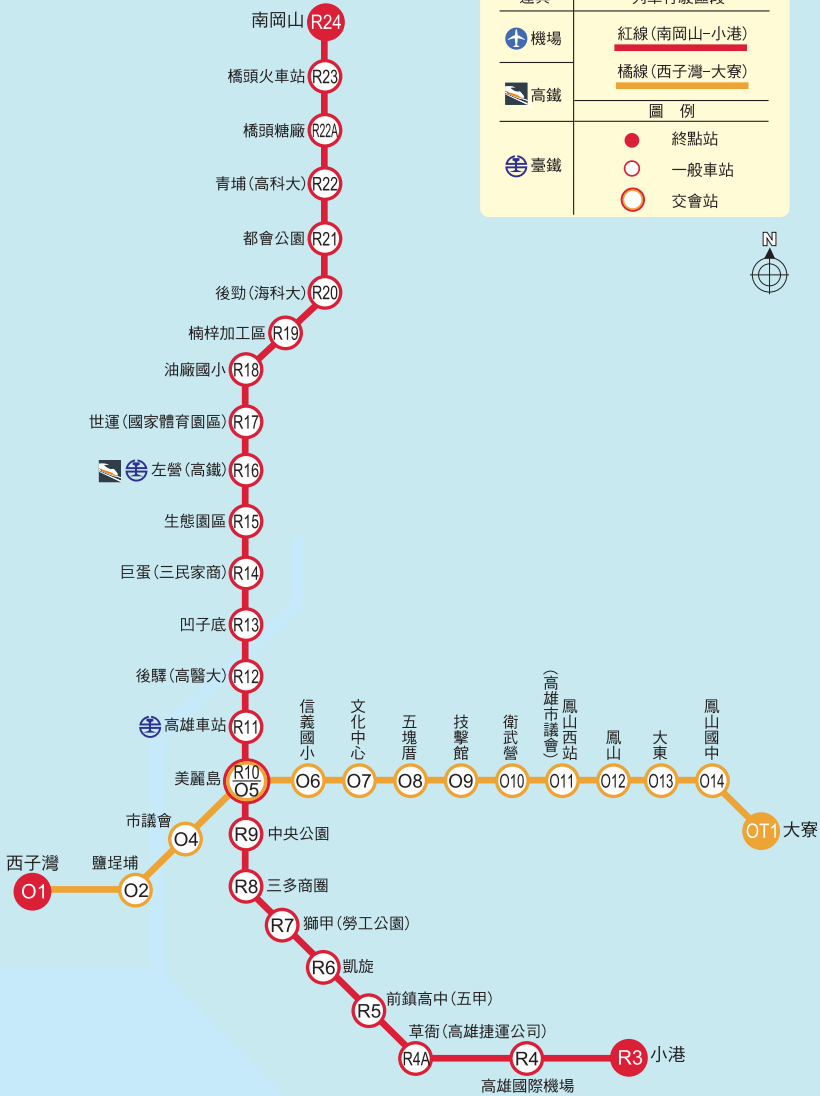 列車行駛區段
機場
紅線(南岡山-小港)
橘線(西子灣-大寮)
高鐵
圖 例
終點站
臺鐵
一般車站
交會站
N
南岡山 R24
橋頭火車站 R23
橋頭糖廠 R22A
青埔(高科大) R22
都會公園 R21
後勁(海科大) R20
楠梓加工區 R19
油廠國小 R18
世運(國家體育園區) R17
左營(高鐵) R16
生態園區 R15
巨蛋(三民家商) R14
凹子底 R13
後驛(高醫大) R12
高雄車站 R11
美麗島 R10
O5
信義國小
O6
文化中心
O7
五塊厝
O8
技擊館
O9
衛武營
O10
鳳山西站
(高雄市議會)
O11
鳳山
O12
大東
O13
鳳山國中
O14
OT1 大寮
市議會
O4
鹽埕埔
O2
西子灣
O1
R9 中央公園
R8 三多商圈
R7 獅甲(勞工公園)
R6 凱旋
R5 前鎮高中(五甲)
草衙(高雄捷運公司)
R4A
R4
高雄國際機場
R3 小港